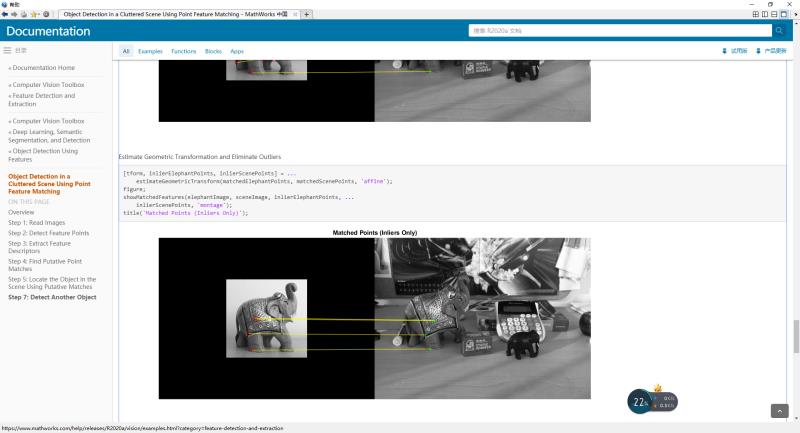 帮助
Object Detection in a Cluttered Scene Using Point Feature Matching - MathWorks 中国
Documentation
搜索 R2020a 文档
目录
All
Examples
Functions
Blocks
Apps
试用版
产品更新
« Documentation Home
« Computer Vision Toolbox
« Feature Detection and
Extraction
« Computer Vision Toolbox
« Deep Learning, Semantic
Segmentation, and Detection
« Object Detection Using
Features
Object Detection in a
Cluttered Scene Using Point
Feature Matching
ON THIS PAGE
Overview
Step 1: Read Images
Step 2: Detect Feature Points
Step 3: Extract Feature
Descriptors
Step 4: Find Putative Point
Matches
Step 5: Locate the Object in the
Scene Using Putative Matches
Step 7: Detect Another Object
Estimate Geometric Transformation and Eliminate Outliers
[tform, inlierElephantPoints, inlierScenePoints] = ...
estimateGeometricTransform(matchedElephantPoints, matchedScenePoints, 'affine');
figure;
showMatchedFeatures(elephantImage, sceneImage, inlierElephantPoints, ...
inlierScenePoints, 'montage');
title('Matched Points (Inliers Only)');
Matched Points (Inliers Only)
22%
https://www.mathworks.com/help/releases/R2020a/vision/examples.html?category=feature-detection-and-extraction